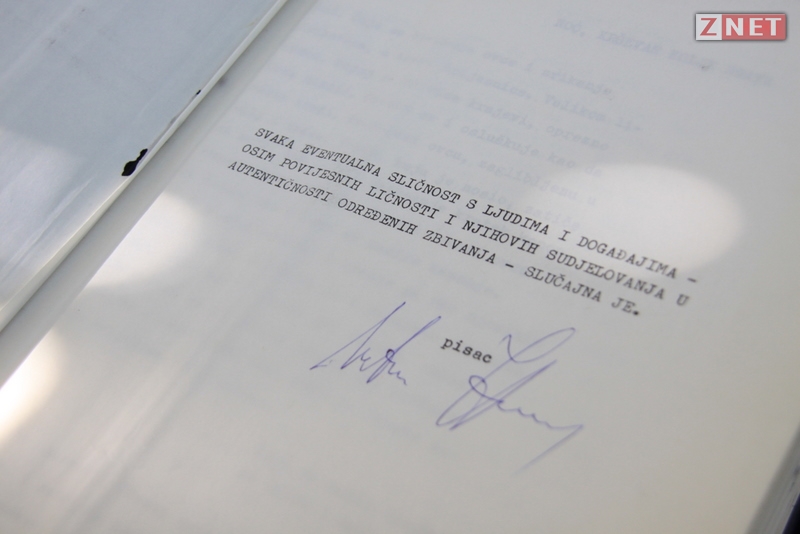 ZNET
SVAKA EVENTUALNA SLIČNOST S LJUDIMA I DOGAĐAJIMA -
OSIM POVIJESNIH LIČNOSTI I NJIHOVIH SUDJELOVANJA U
AUTENTIČNOSTI ODREĐENIH ZBIVANJA - SLUČAJNA JE.
pisac